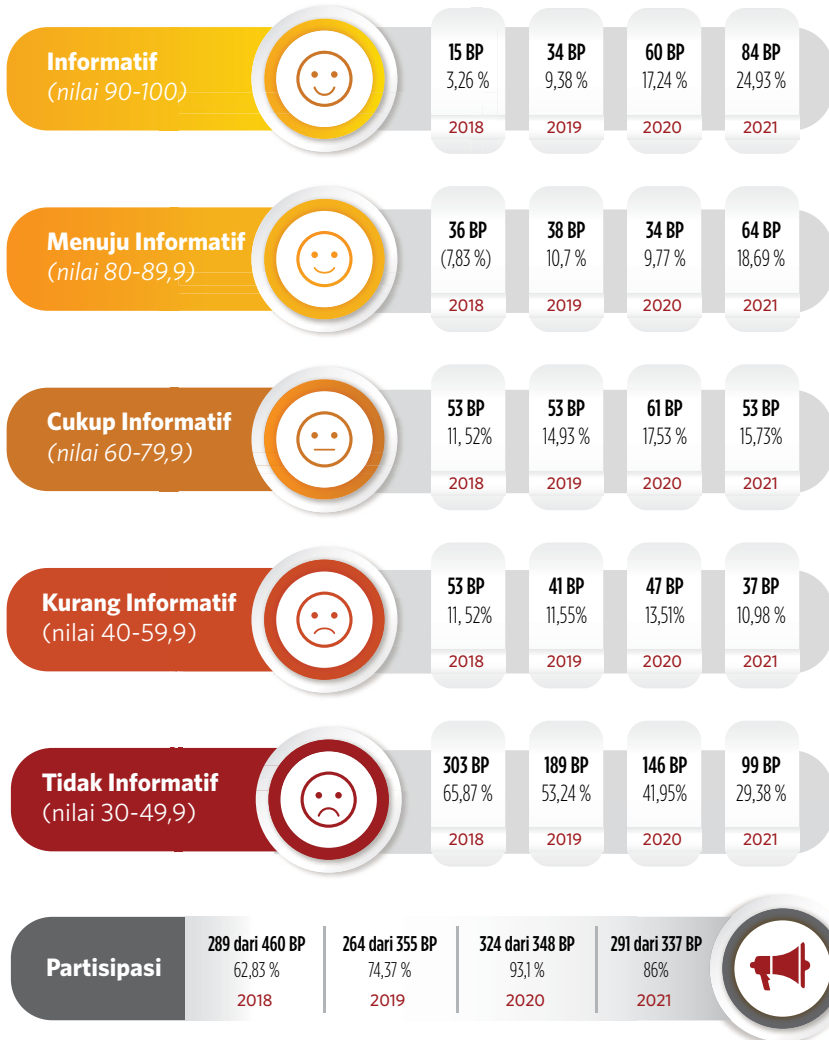 Informatif
(nilai 90-100)
15 BP
3,26 %
2018
34 BP
9,38 %
2019
60 BP
17,24 %
2020
84 BP
24,93 %
2021
Menuju Informatif
(nilai 80-89,9)
36 BP
(7,83 %)
2018
38 BP
10,7 %
2019
34 BP
9,77 %
2020
64 BP
18,69 %
2021
Cukup Informatif
(nilai 60-79,9)
53 BP
11, 52%
2018
53 BP
14,93 %
2019
61 BP
17,53 %
2020
53 BP
15,73%
2021
Kurang Informatif
(nilai 40-59,9)
53 BP
11, 52%
2018
41 BP
11,55%
2019
47 BP
13,51%
2020
37 BP
10,98 %
2021
Tidak Informatif
(nilai 30-49,9)
303 BP
65,87 %
2018
189 BP
53,24 %
2019
146 BP
41,95%
2020
99 BP
29,38 %
2021
Partisipasi
289 dari 460 BP
62,83 %
2018
264 dari 355 BP
74,37 %
2019
324 dari 348 BP
93,1 %
2020
291 dari 337 BP
86%
2021